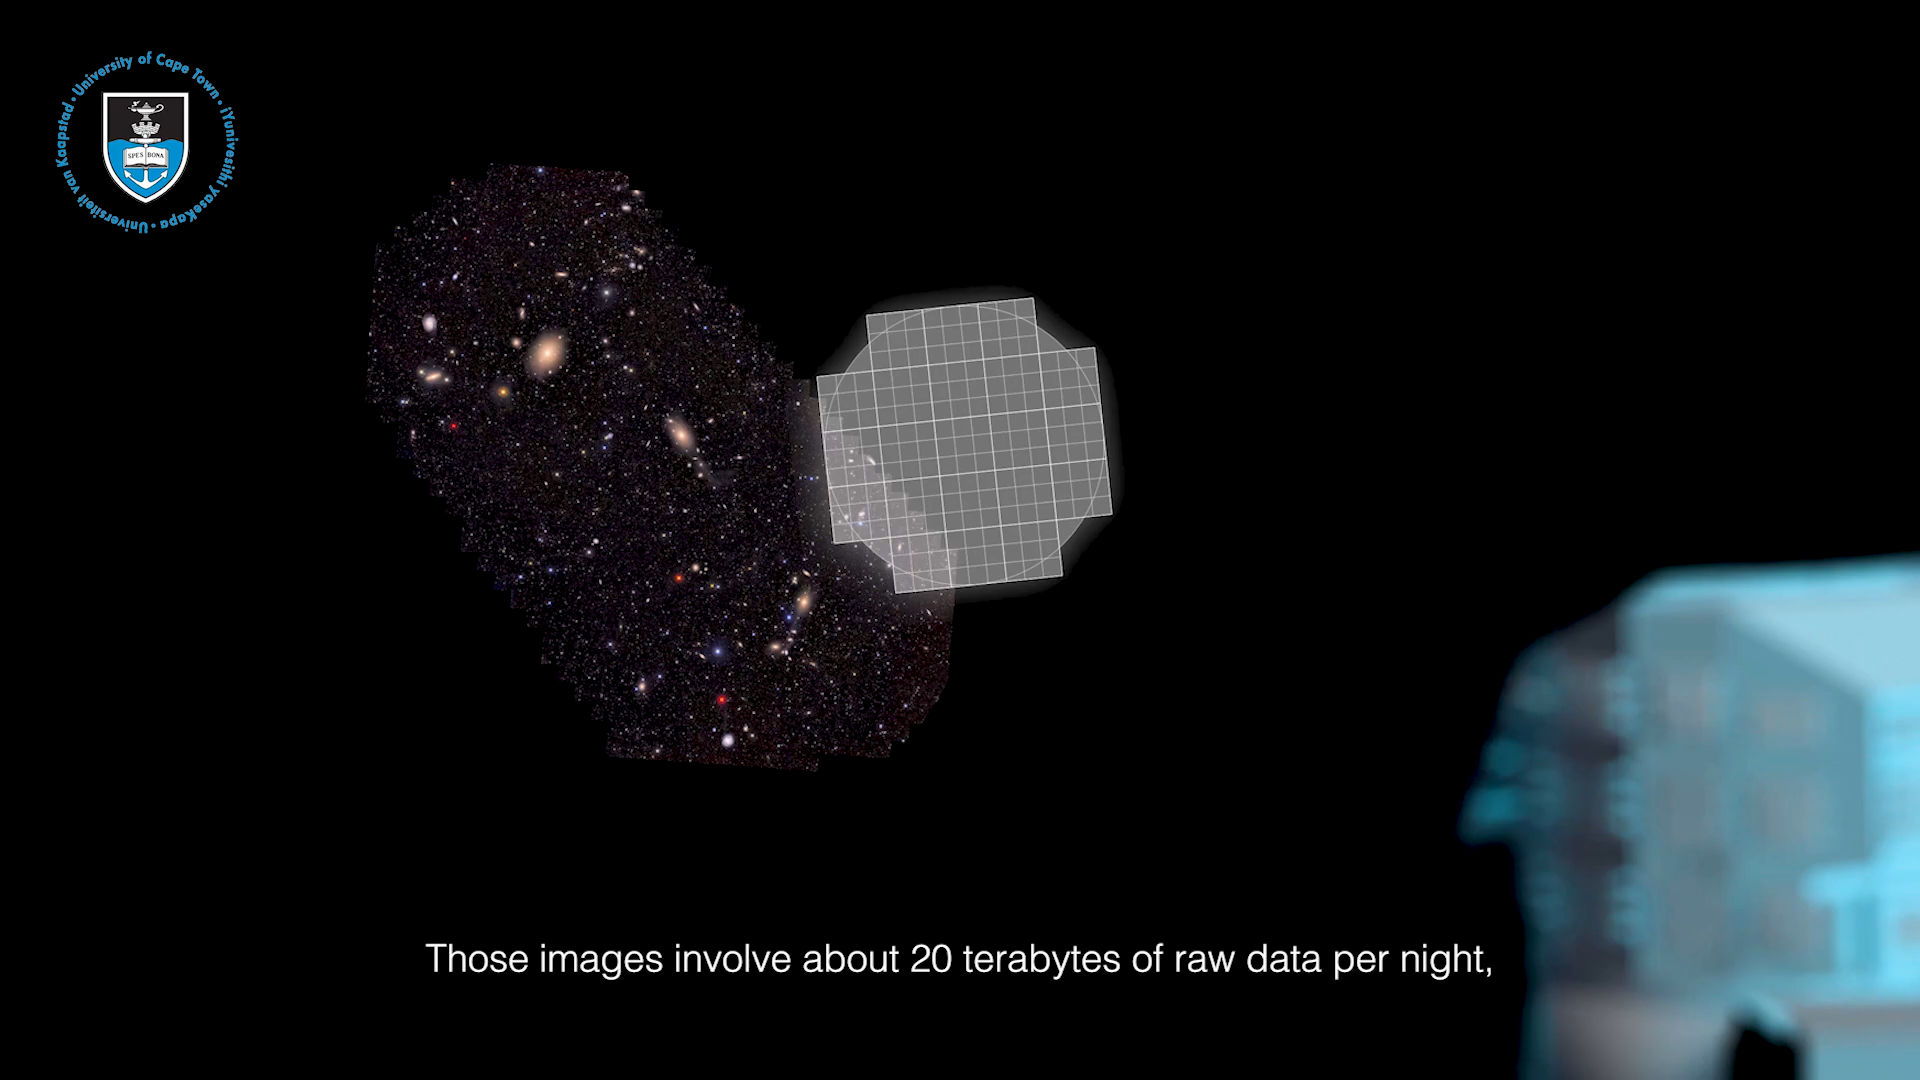 University of Cape Town • iYunivesithi yaseKapa • Universiteit van Kaapstad •
SPES BONA
Those images involve about 20 terabytes of raw data per night,